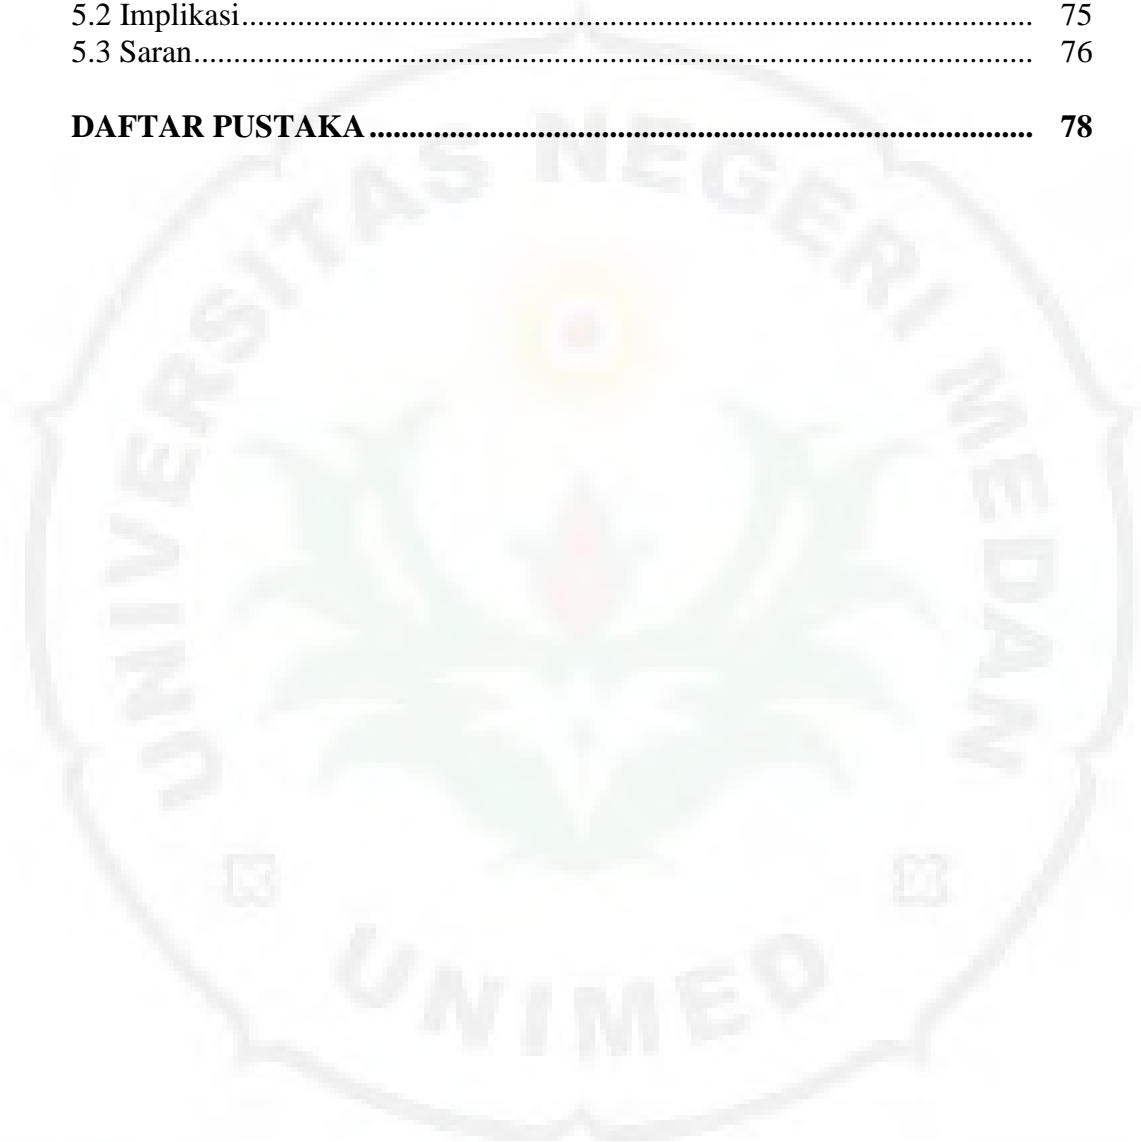 5.2 Implikasi.................................................................................................. 75
5.3 Saran........................................................................................................ 76
DAFTAR PUSTAKA .................................................................................... 78
UNIVERSITAS NEGERI MEDAN
UNIMED